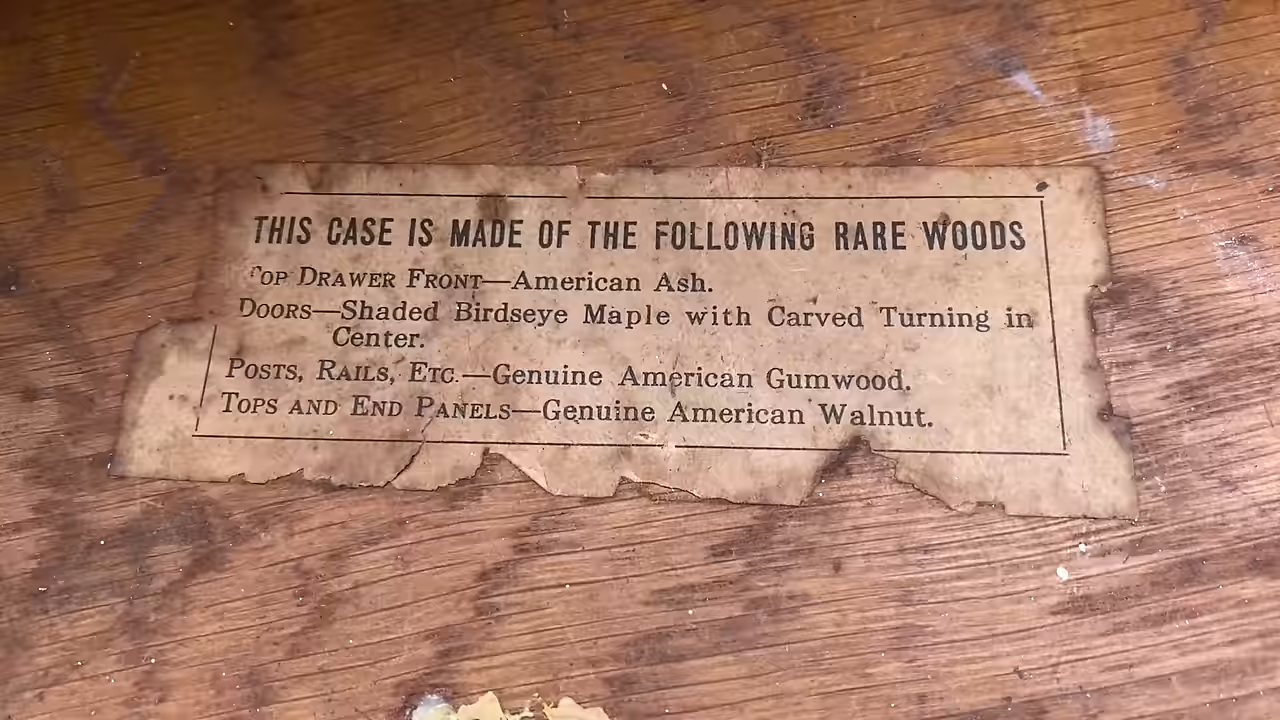 THIS CASE IS MADE OF THE FOLLOWING RARE WOODS
TOP DRAWER FRONT—American Ash.
DOORS—Shaded Birdseye Maple with Carved Turning in
Center.
POSTS, RAILS, ETC.—Genuine American Gumwood.
TOPS AND END PANELS—Genuine American Walnut.